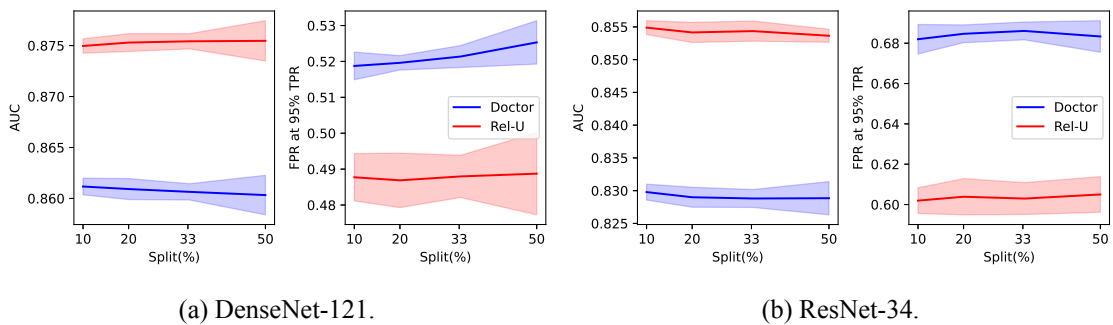 AUC
0.875
0.870
0.865
0.860
10 20 33 50
Split(%)
FPR at 95% TPR
0.53
0.52
0.51
0.50
0.49
0.48
Doctor
Rel-U
10 20 33 50
Split(%)
(a) DenseNet-121.
AUC
0.855
0.850
0.845
0.840
0.835
0.830
0.825
10 20 33 50
Split(%)
FPR at 95% TPR
0.68
0.66
0.64
0.62
0.60
Doctor
Rel-U
10 20 33 50
Split(%)
(b) ResNet-34.